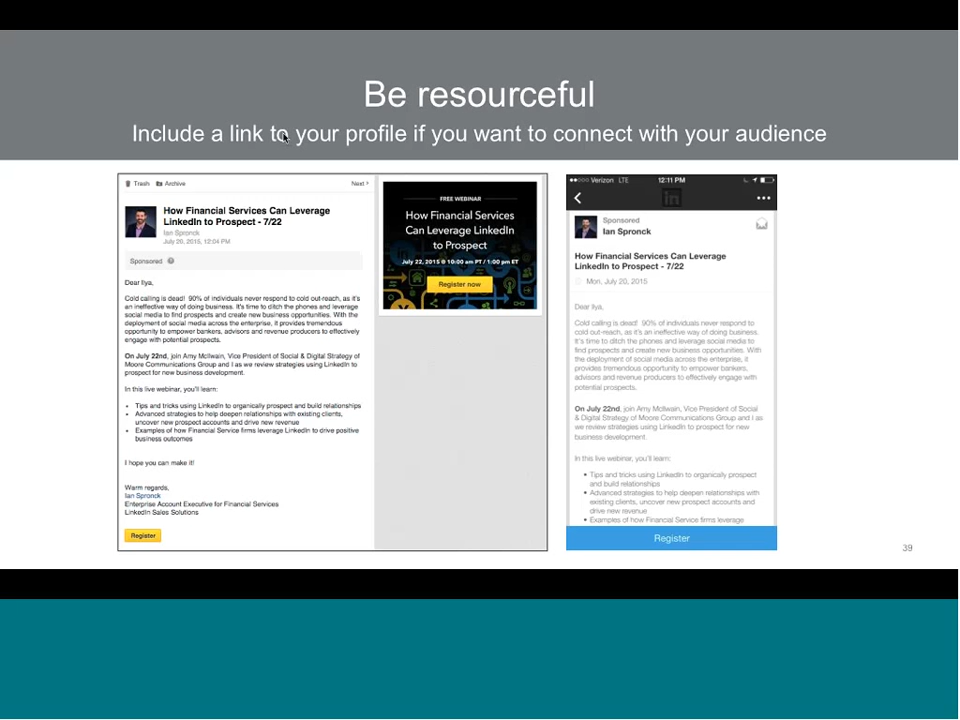 Be resourceful
Include a link to your profile if you want to connect with your audience
Trash Archive Next >
How Financial Services Can Leverage
LinkedIn to Prospect - 7/22
Ian Spronck
July 20, 2015, 12:04 PM
Sponsored ?
Dear Ilya,
Cold calling is dead! 90% of individuals never respond to cold out-reach, as it's
an ineffective way of doing business. It's time to ditch the phones and leverage
social media to find prospects and create new business opportunities. With the
deployment of social media across the enterprise, it provides tremendous
opportunity to empower bankers, advisors and revenue producers to effectively
engage with potential prospects.
On July 22nd, join Amy McIlwain, Vice President of Social & Digital Strategy of
Moore Communications Group and I as we review strategies using LinkedIn to
prospect for new business development.
In this live webinar, you'll learn:
• Tips and tricks using LinkedIn to organically prospect and build relationships
• Advanced strategies to help deepen relationships with existing clients,
uncover new prospect accounts and drive new revenue
• Examples of how Financial Service firms leverage LinkedIn to drive positive
business outcomes
I hope you can make it!
Warm regards,
Ian Spronck
Enterprise Account Executive for Financial Services
LinkedIn Sales Solutions
Register
FREE WEBINAR
How Financial Services
Can Leverage LinkedIn
to Prospect
July 22, 2015 @ 10:00 am PT / 1:00 pm ET
Register now
Verizon LTE 12:11 PM
in
Sponsored
Ian Spronck
How Financial Services Can Leverage
LinkedIn to Prospect - 7/22
Mon, July 20, 2015
Dear Ilya,
Cold calling is dead! 90% of individuals never respond to
cold out-reach, as it's an ineffective way of doing business.
It's time to ditch the phones and leverage social media to
find prospects and create new business opportunities. With
the deployment of social media across the enterprise, it
provides tremendous opportunity to empower bankers,
advisors and revenue producers to effectively engage with
potential prospects.
On July 22nd, join Amy McIlwain, Vice President of Social
& Digital Strategy of Moore Communications Group and I as
we review strategies using LinkedIn to prospect for new
business development.
In this live webinar, you'll learn:
• Tips and tricks using LinkedIn to organically prospect
and build relationships
• Advanced strategies to help deepen relationships with
existing clients, uncover new prospect accounts and
drive new revenue
• Examples of how Financial Service firms leverage
Register
39